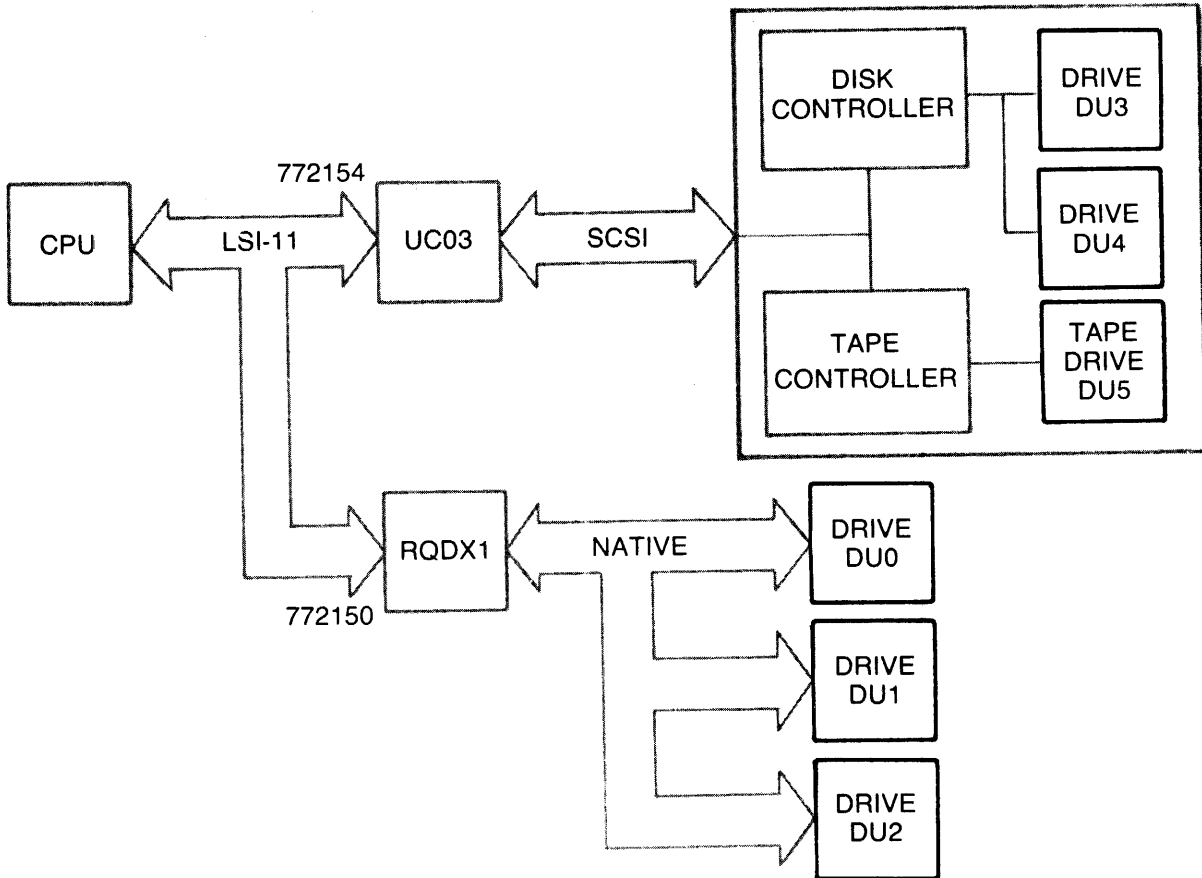 DISK
CONTROLLER
DRIVE
DU3
772154
CPU
LSI-11
UC03
SCSI
DRIVE
DU4
TAPE
CONTROLLER
TAPE
DRIVE
DU5
RQDX1
NATIVE
DRIVE
DU0
772150
DRIVE
DU1
DRIVE
DU2